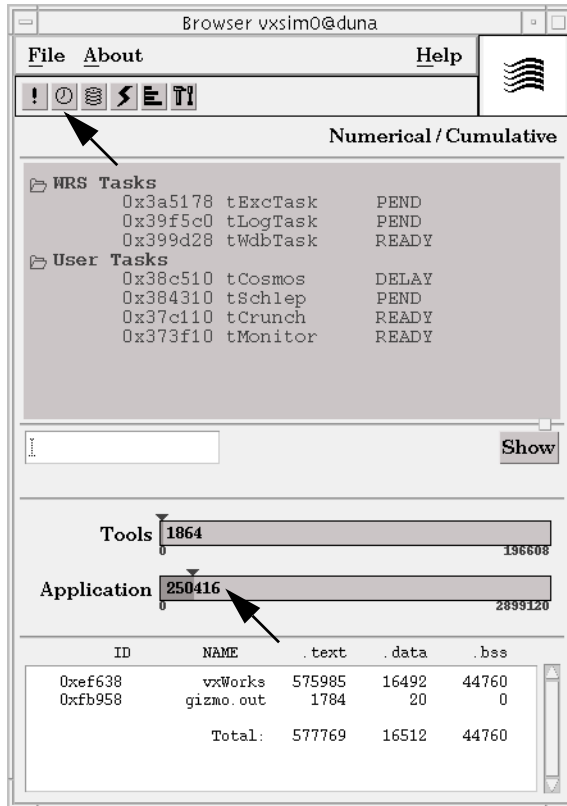 Browser vxsim0@duna
File About Help
Numerical / Cumulative
WRS Tasks
0x3a5178 tExcTask PEND
0x39f5c0 tLogTask PEND
0x399d28 tWdbTask READY
User Tasks
0x38c510 tCosmos DELAY
0x384310 tSchlep PEND
0x37c110 tCrunch READY
0x373f10 tMonitor READY
Show
Tools 1864
0 196608
Application 250416
0 2899120
ID NAME .text .data .bss
0xef638 vxWorks 575985 16492 44760
0xfb958 gizmo.out 1784 20 0
Total: 577769 16512 44760